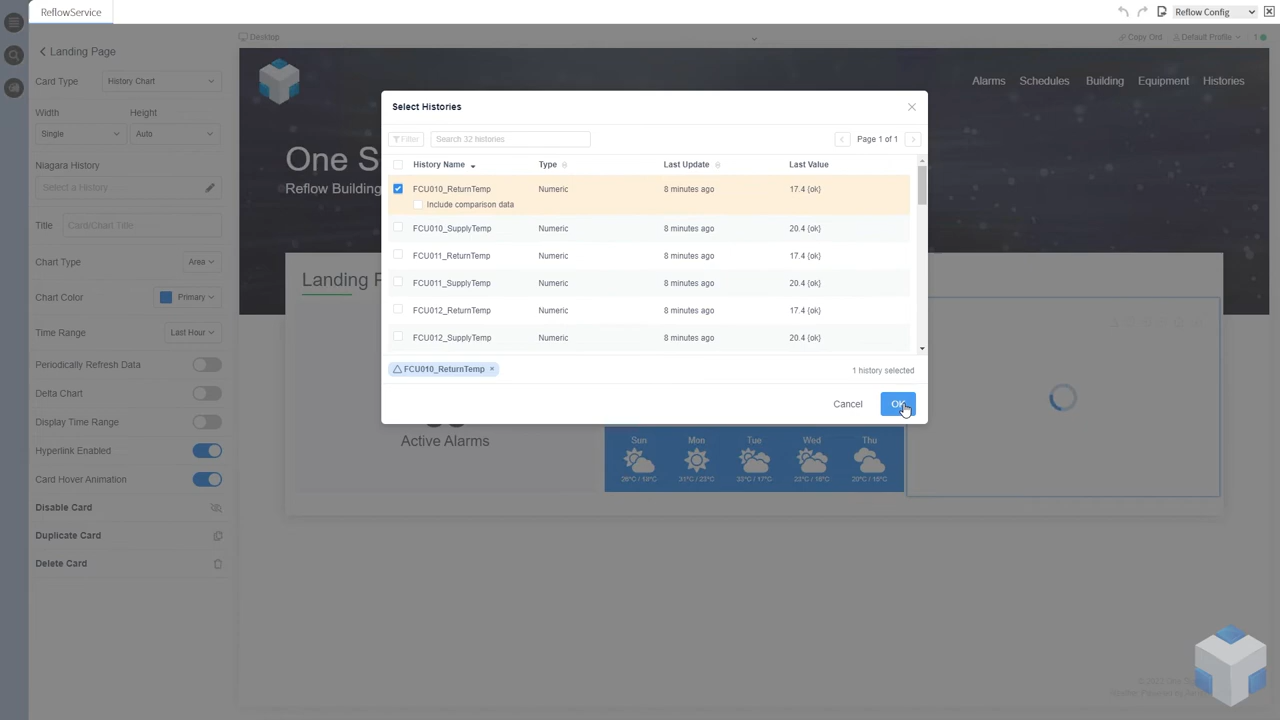 ReflowService
Reflow Config
Landing Page
Desktop
Copy Ord
Default Profile
1
Card Type
History Chart
Width
Height
Single
Auto
Niagara History
Select a History
Title
Card/Chart Title
Chart Type
Area
Chart Color
Primary
Time Range
Last Hour
Periodically Refresh Data
Delta Chart
Display Time Range
Hyperlink Enabled
Card Hover Animation
Disable Card
Duplicate Card
Delete Card
Alarms Schedules Building Equipment Histories
One S
Reflow Building
Landing P
Select Histories
Filter
Search 32 histories
Page 1 of 1
History Name Type Last Update Last Value
FCU010_ReturnTemp Numeric 8 minutes ago 17.4 {ok}
Include comparison data
FCU010_SupplyTemp Numeric 8 minutes ago 20.4 {ok}
FCU011_ReturnTemp Numeric 8 minutes ago 17.4 {ok}
FCU011_SupplyTemp Numeric 8 minutes ago 20.4 {ok}
FCU012_ReturnTemp Numeric 8 minutes ago 17.4 {ok}
FCU012_SupplyTemp Numeric 8 minutes ago 20.4 {ok}
FCU010_ReturnTemp ×
1 history selected
Cancel
OK
Active Alarms
Sun Mon Tue Wed Thu
33°C / 17°C
© 2022 One